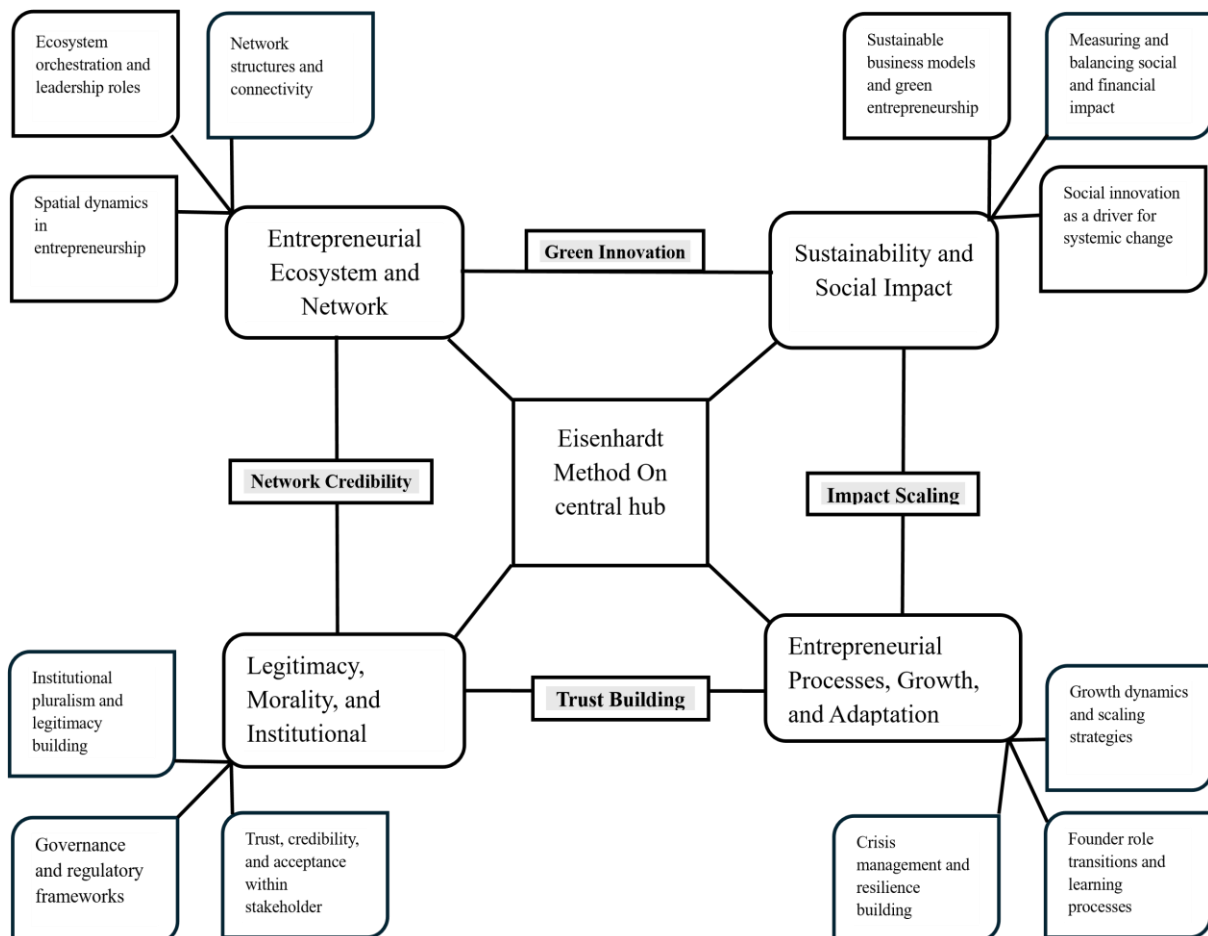 Ecosystem
orchestration and
leadership roles
Network
structures and
connectivity
Sustainable
business models
and green
entrepreneurship
Measuring and
balancing social
and financial
impact
Spatial dynamics
in
entrepreneurship
Social innovation
as a driver for
systemic change
Entrepreneurial
Ecosystem and
Network
Green Innovation
Sustainability and
Social Impact
Eisenhardt
Method On
central hub
Network Credibility
Impact Scaling
Legitimacy,
Morality, and
Institutional
Trust Building
Entrepreneurial
Processes, Growth,
and Adaptation
Institutional
pluralism and
legitimacy
building
Growth dynamics
and scaling
strategies
Governance
and regulatory
frameworks
Trust, credibility,
and acceptance
within
stakeholder
Crisis
management and
resilience
building
Founder role
transitions and
learning
processes